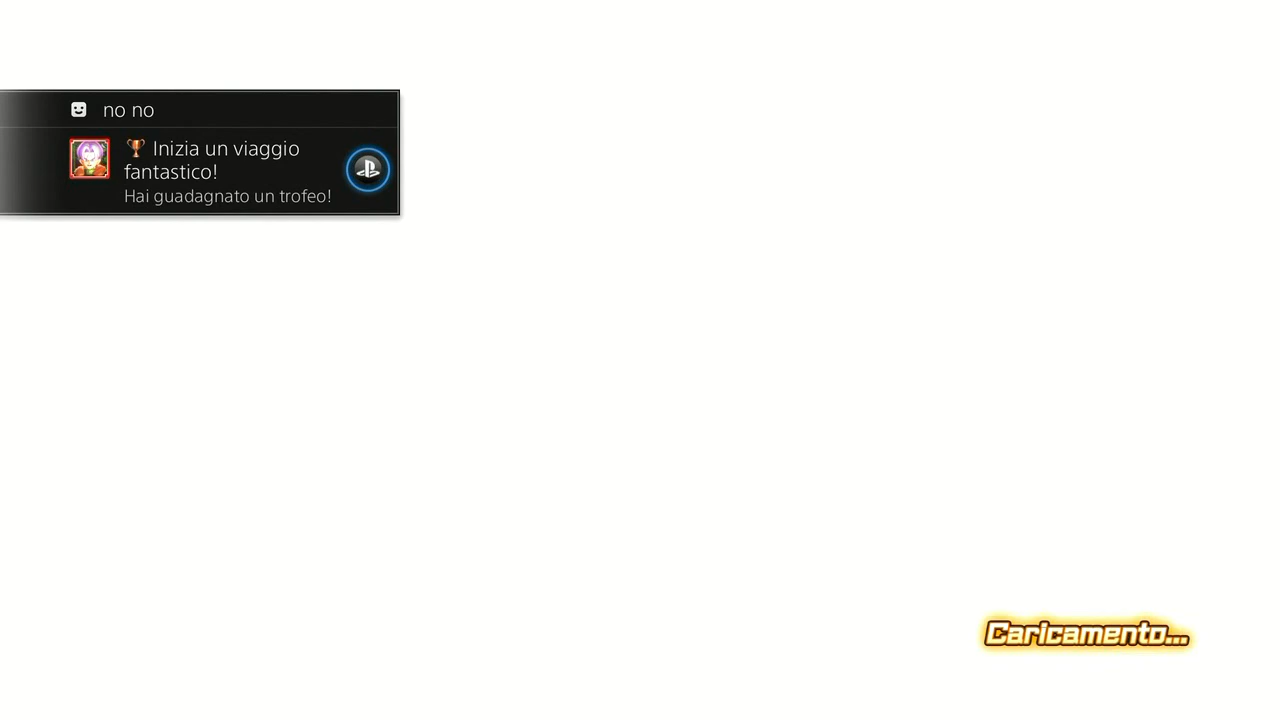 no no
Inizia un viaggio
fantastico!
Hai guadagnato un trofeo!
Caricamento...